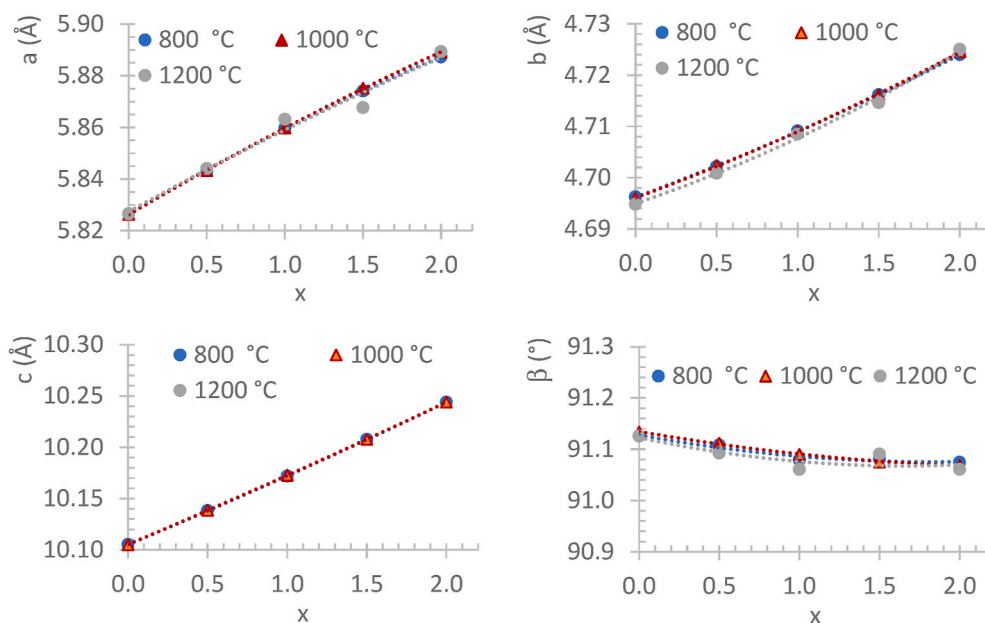 a (Å)
5.90
5.88
5.86
5.84
5.82
800 °C
1000 °C
1200 °C
0.0 0.5 1.0 1.5 2.0
x
b (Å)
4.73
4.72
4.71
4.70
4.69
800 °C
1000 °C
1200 °C
0.0 0.5 1.0 1.5 2.0
x
c (Å)
10.30
10.25
10.20
10.15
10.10
800 °C
1000 °C
1200 °C
0.0 0.5 1.0 1.5 2.0
x
β (°)
91.3
91.2
91.1
91.0
90.9
800 °C
1000 °C
1200 °C
0.0 0.5 1.0 1.5 2.0
x